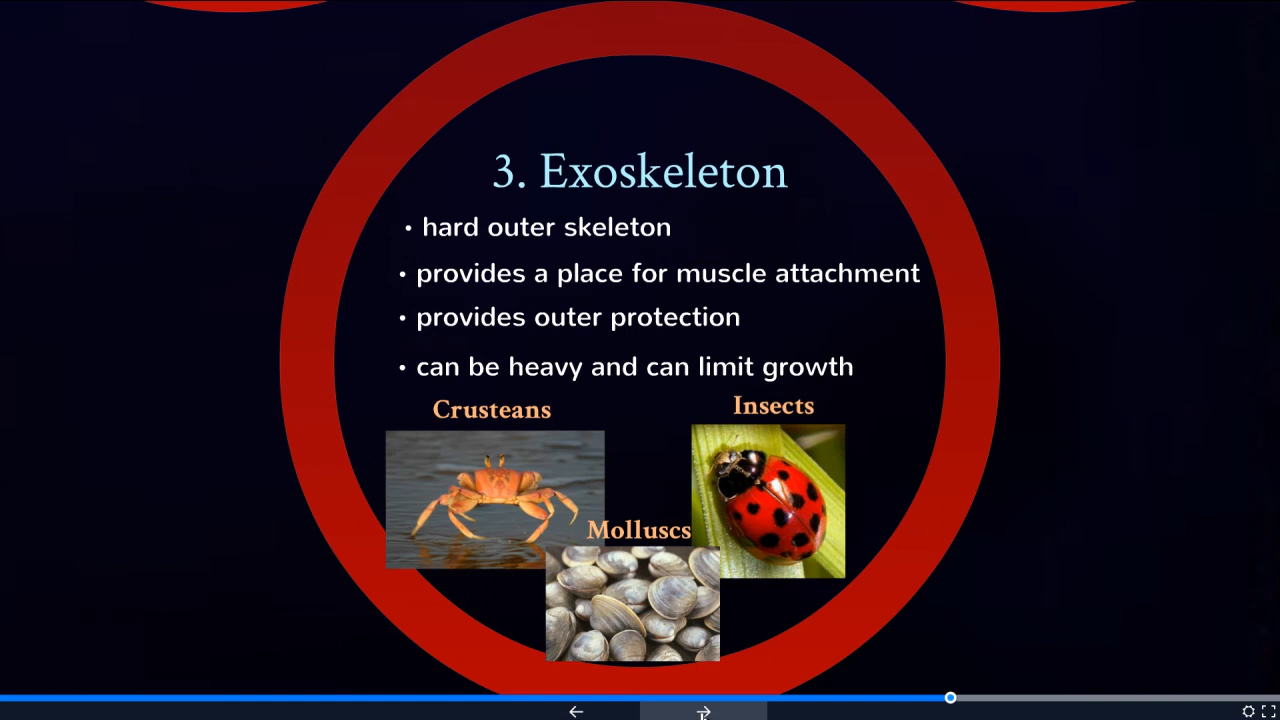 3. Exoskeleton
• hard outer skeleton
• provides a place for muscle attachment
• provides outer protection
• can be heavy and can limit growth
Crusteans
Insects
Molluscs